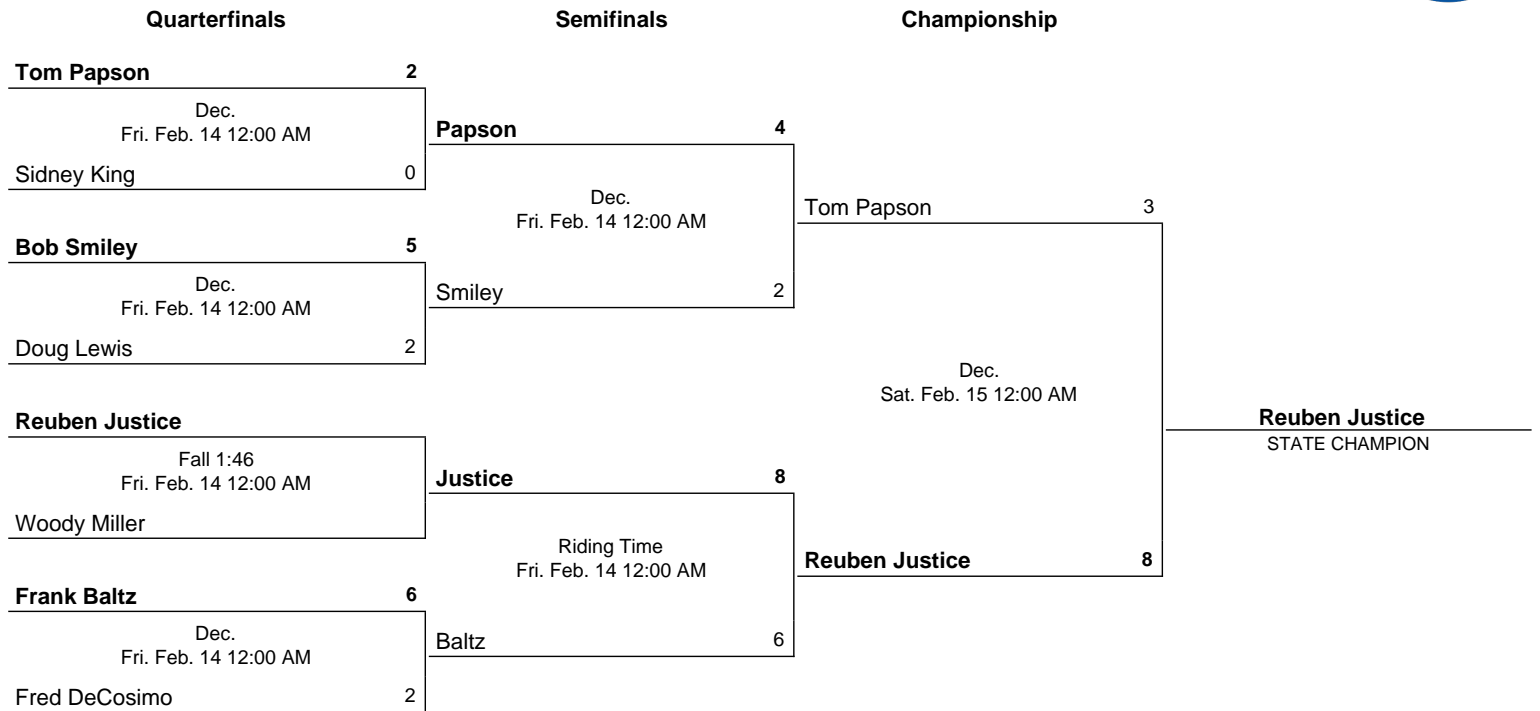 Quarterfinals
Semifinals
Championship
Tom Papson 2
Dec.
Fri. Feb. 14 12:00 AM
Sidney King 0
Bob Smiley 5
Dec.
Fri. Feb. 14 12:00 AM
Doug Lewis 2
Reuben Justice
Fall 1:46
Fri. Feb. 14 12:00 AM
Woody Miller
Frank Baltz 6
Dec.
Fri. Feb. 14 12:00 AM
Fred DeCosimo 2
Papson 4
Dec.
Fri. Feb. 14 12:00 AM
Smiley 2
Justice 8
Riding Time
Fri. Feb. 14 12:00 AM
Baltz 6
Tom Papson 3
Dec.
Sat. Feb. 15 12:00 AM
Reuben Justice 8
Reuben Justice
STATE CHAMPION